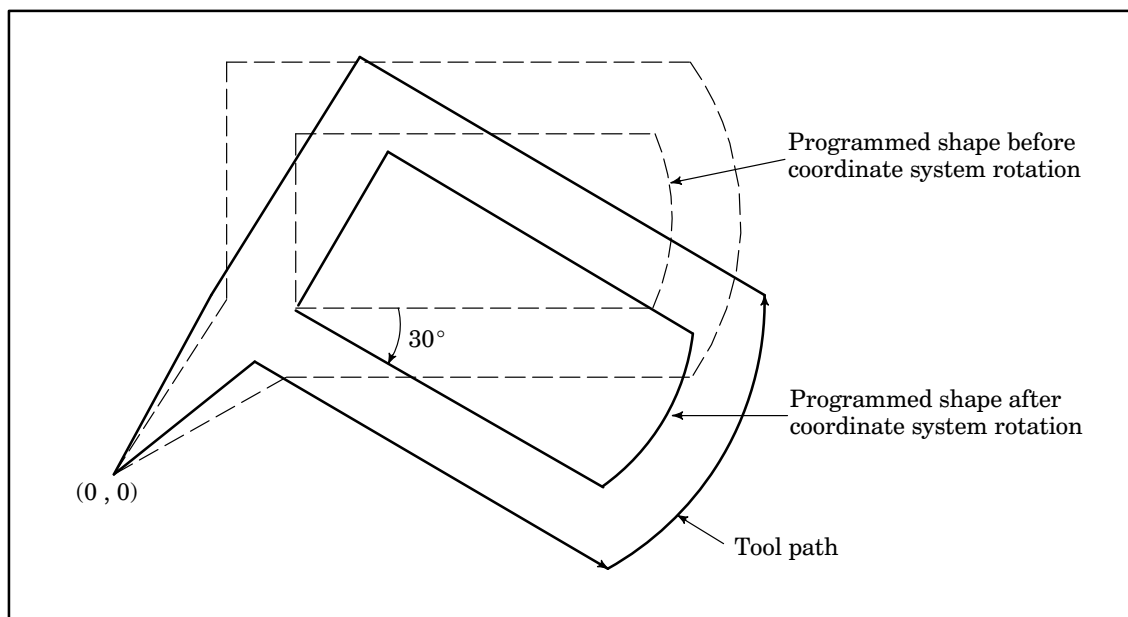 Programmed shape before
coordinate system rotation
30°
Programmed shape after
coordinate system rotation
(0 , 0)
Tool path